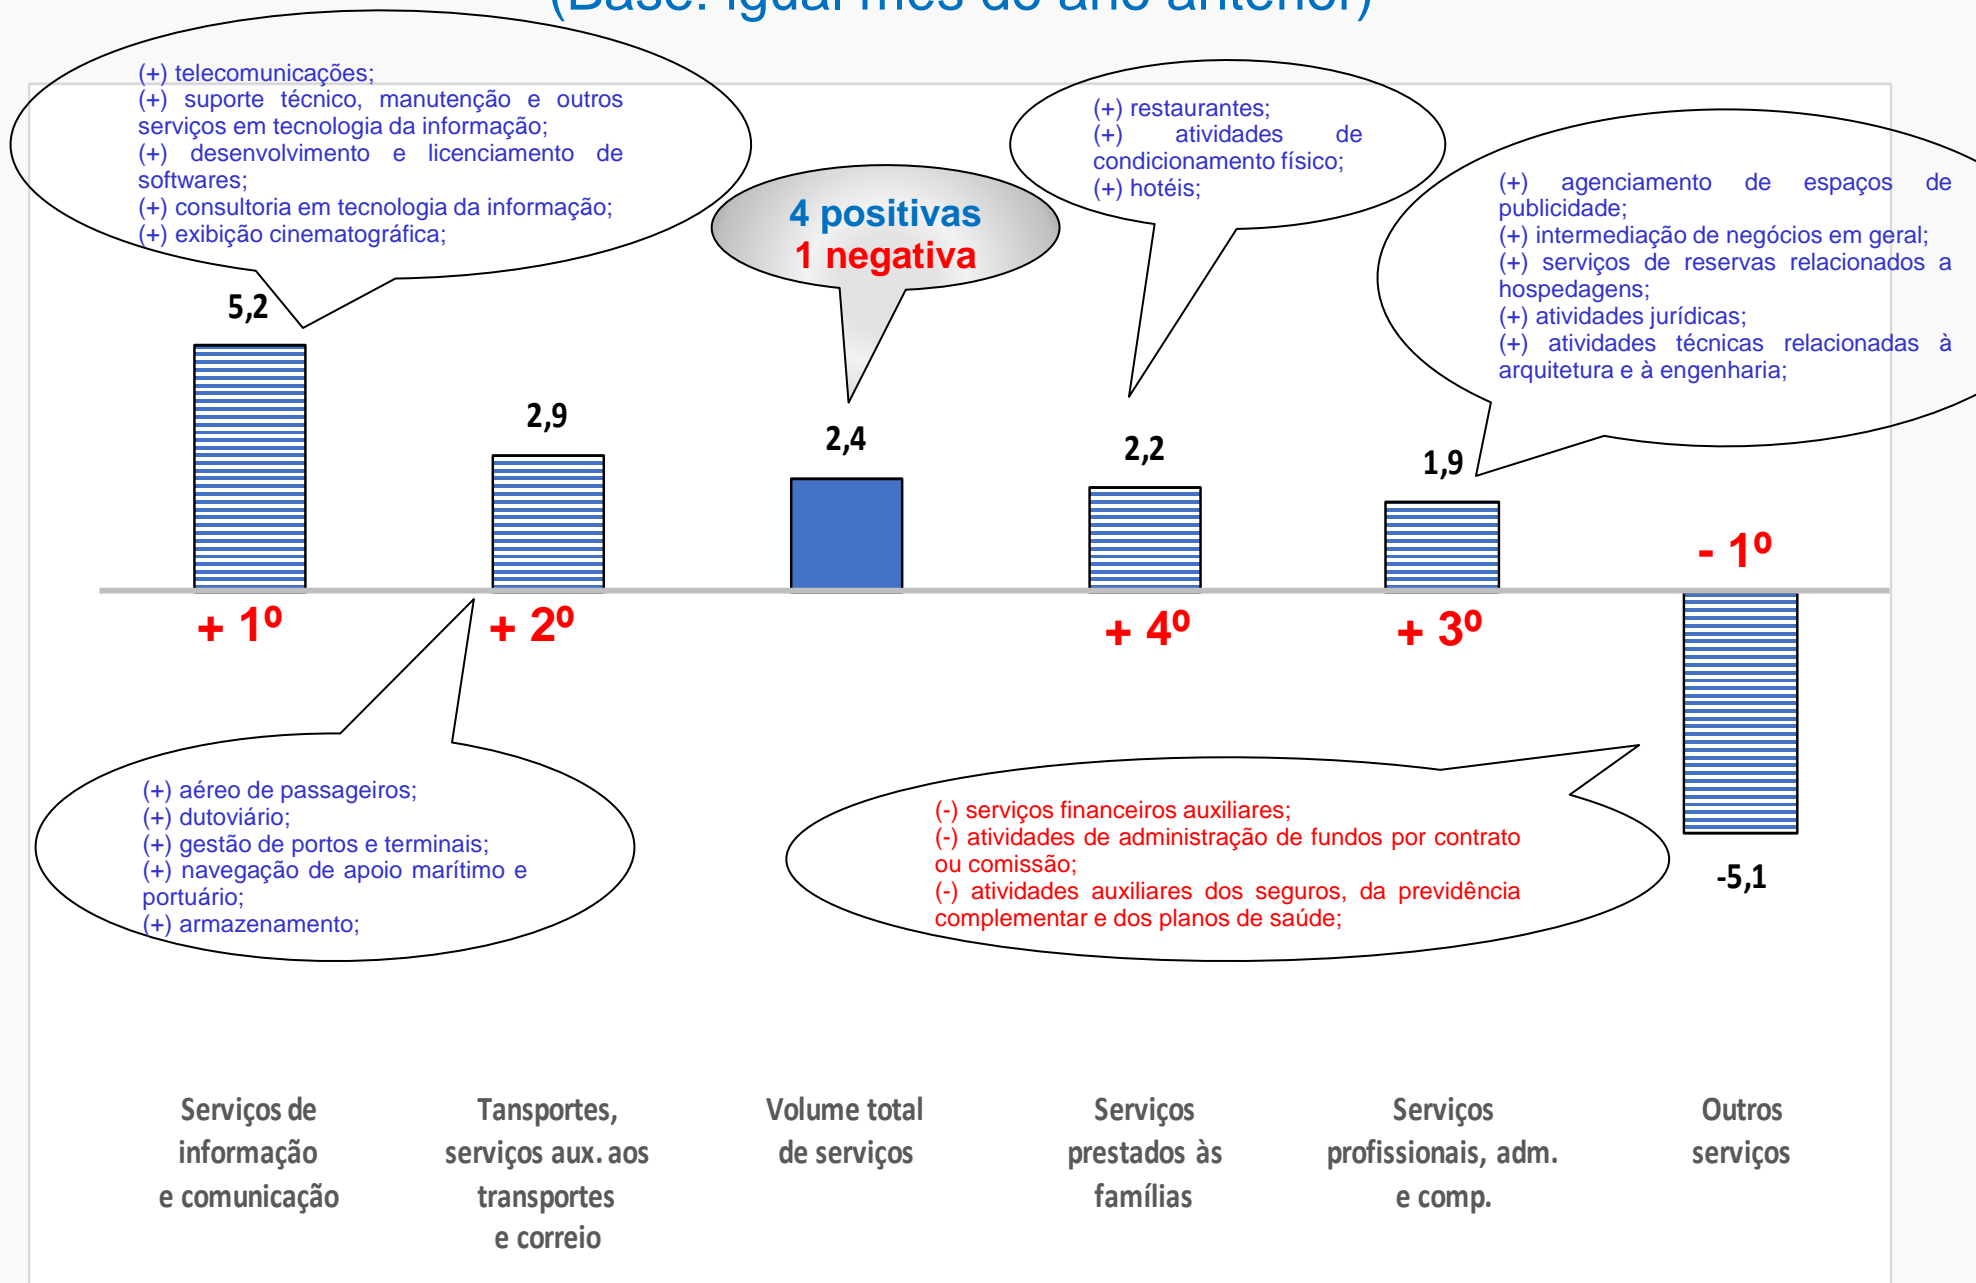 (Base: igual mês do ano anterior)
(+) telecomunicações;
(+) suporte técnico, manutenção e outros
serviços em tecnologia da informação;
(+) desenvolvimento e licenciamento de
softwares;
(+) consultoria em tecnologia da informação;
(+) exibição cinematográfica;
4 positivas
1 negativa
(+) restaurantes;
(+) atividades de
condicionamento físico;
(+) hotéis;
(+) agenciamento de espaços de
publicidade;
(+) intermediação de negócios em geral;
(+) serviços de reservas relacionados a
hospedagens;
(+) atividades jurídicas;
(+) atividades técnicas relacionadas à
arquitetura e à engenharia;
5,2
2,9
2,4
2,2
1,9
- 1º
+ 1º
+ 2º
+ 4º
+ 3º
(+) aéreo de passageiros;
(+) dutoviário;
(+) gestão de portos e terminais;
(+) navegação de apoio marítimo e
portuário;
(+) armazenamento;
(-) serviços financeiros auxiliares;
(-) atividades de administração de fundos por contrato
ou comissão;
(-) atividades auxiliares dos seguros, da previdência
complementar e dos planos de saúde;
-5,1
Serviços de
informação
e comunicação
Tansportes,
serviços aux. aos
transportes
e correio
Volume total
de serviços
Serviços
prestados às
famílias
Serviços
profissionais, adm.
e comp.
Outros
serviços